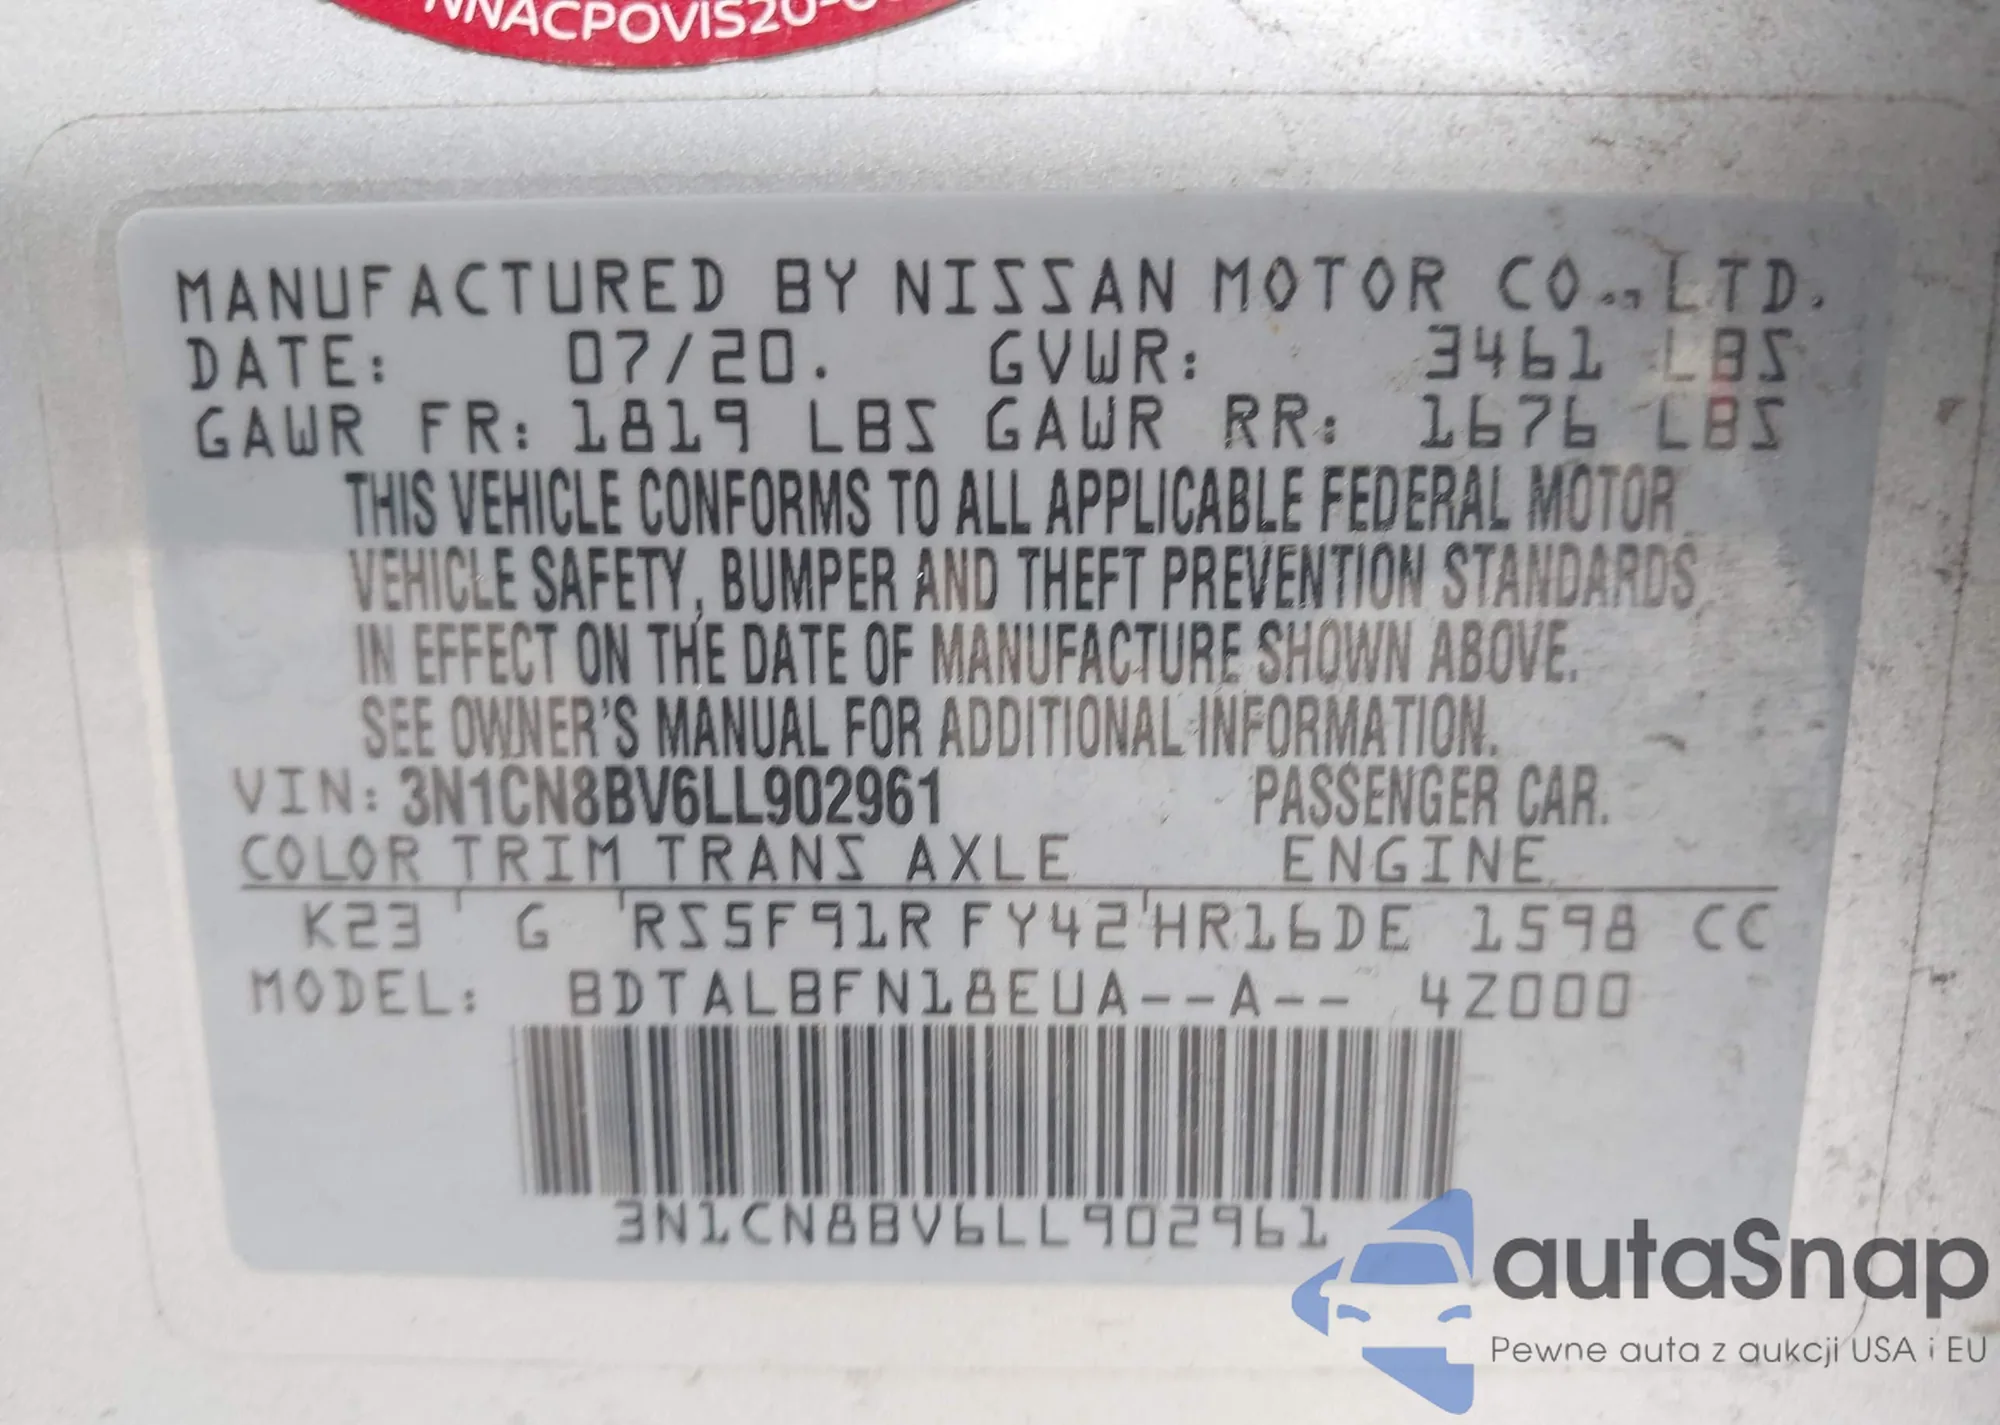 NNACPOVIS20-0
MANUFACTURED BY NISSAN MOTOR CO.,LTD.
DATE: 07/20. GVWR: 3461 LBS
GAWR FR: 1819 LBS GAWR RR: 1676 LBS
THIS VEHICLE CONFORMS TO ALL APPLICABLE FEDERAL MOTOR
VEHICLE SAFETY, BUMPER AND THEFT PREVENTION STANDARDS
IN EFFECT ON THE DATE OF MANUFACTURE SHOWN ABOVE.
SEE OWNER'S MANUAL FOR ADDITIONAL INFORMATION.
VIN: 3N1CN8BV6LL902961 PASSENGER CAR.
COLOR TRIM TRANS AXLE ENGINE
K23 G RS5F91R FY42 HR16DE 1598 CC
MODEL: BDTALBFN18EUA--A-- 4Z000
3N1CN8BV6LL902961
autaSnap
Pewne auta z aukcji USA i EU